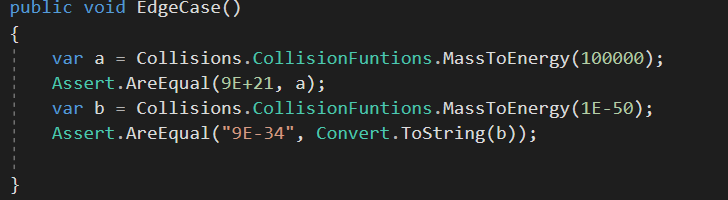 public void EdgeCase()
{
var a = Collisions.CollisionFuntions.MassToEnergy(100000);
Assert.AreEqual(9E+21, a);
var b = Collisions.CollisionFuntions.MassToEnergy(1E-50);
Assert.AreEqual("9E-34", Convert.ToString(b));
}